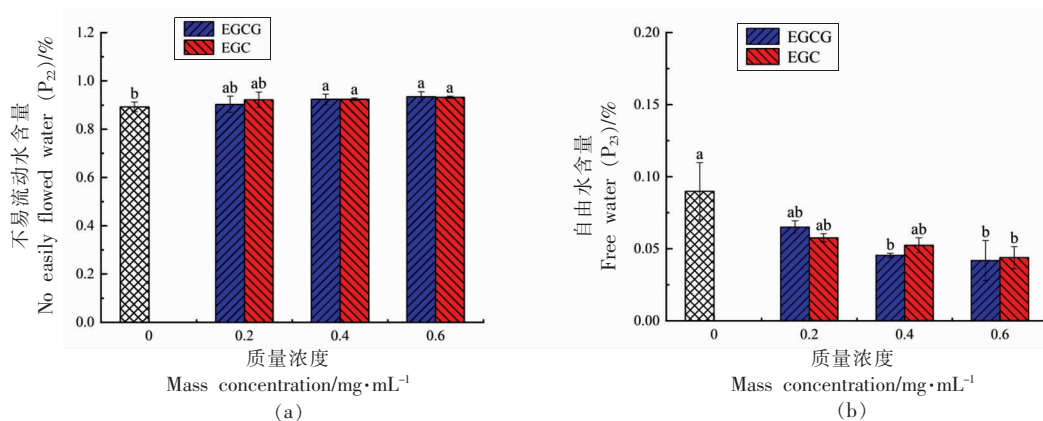 不易流动水含量
No easily flowed water (P₂₂)/%
1.2
1.0
0.8
0.6
0.4
0.2
0.0
EGCG
EGC
b
ab
ab
a
a
a
a
0
0.2
0.4
0.6
质量浓度
Mass concentration/mg·mL⁻¹
(a)
自由水含量
Free water (P₂₃)/%
0.20
0.15
0.10
0.05
0.00
EGCG
EGC
a
ab
ab
b
ab
b
b
0
0.2
0.4
0.6
质量浓度
Mass concentration/mg·mL⁻¹
(b)